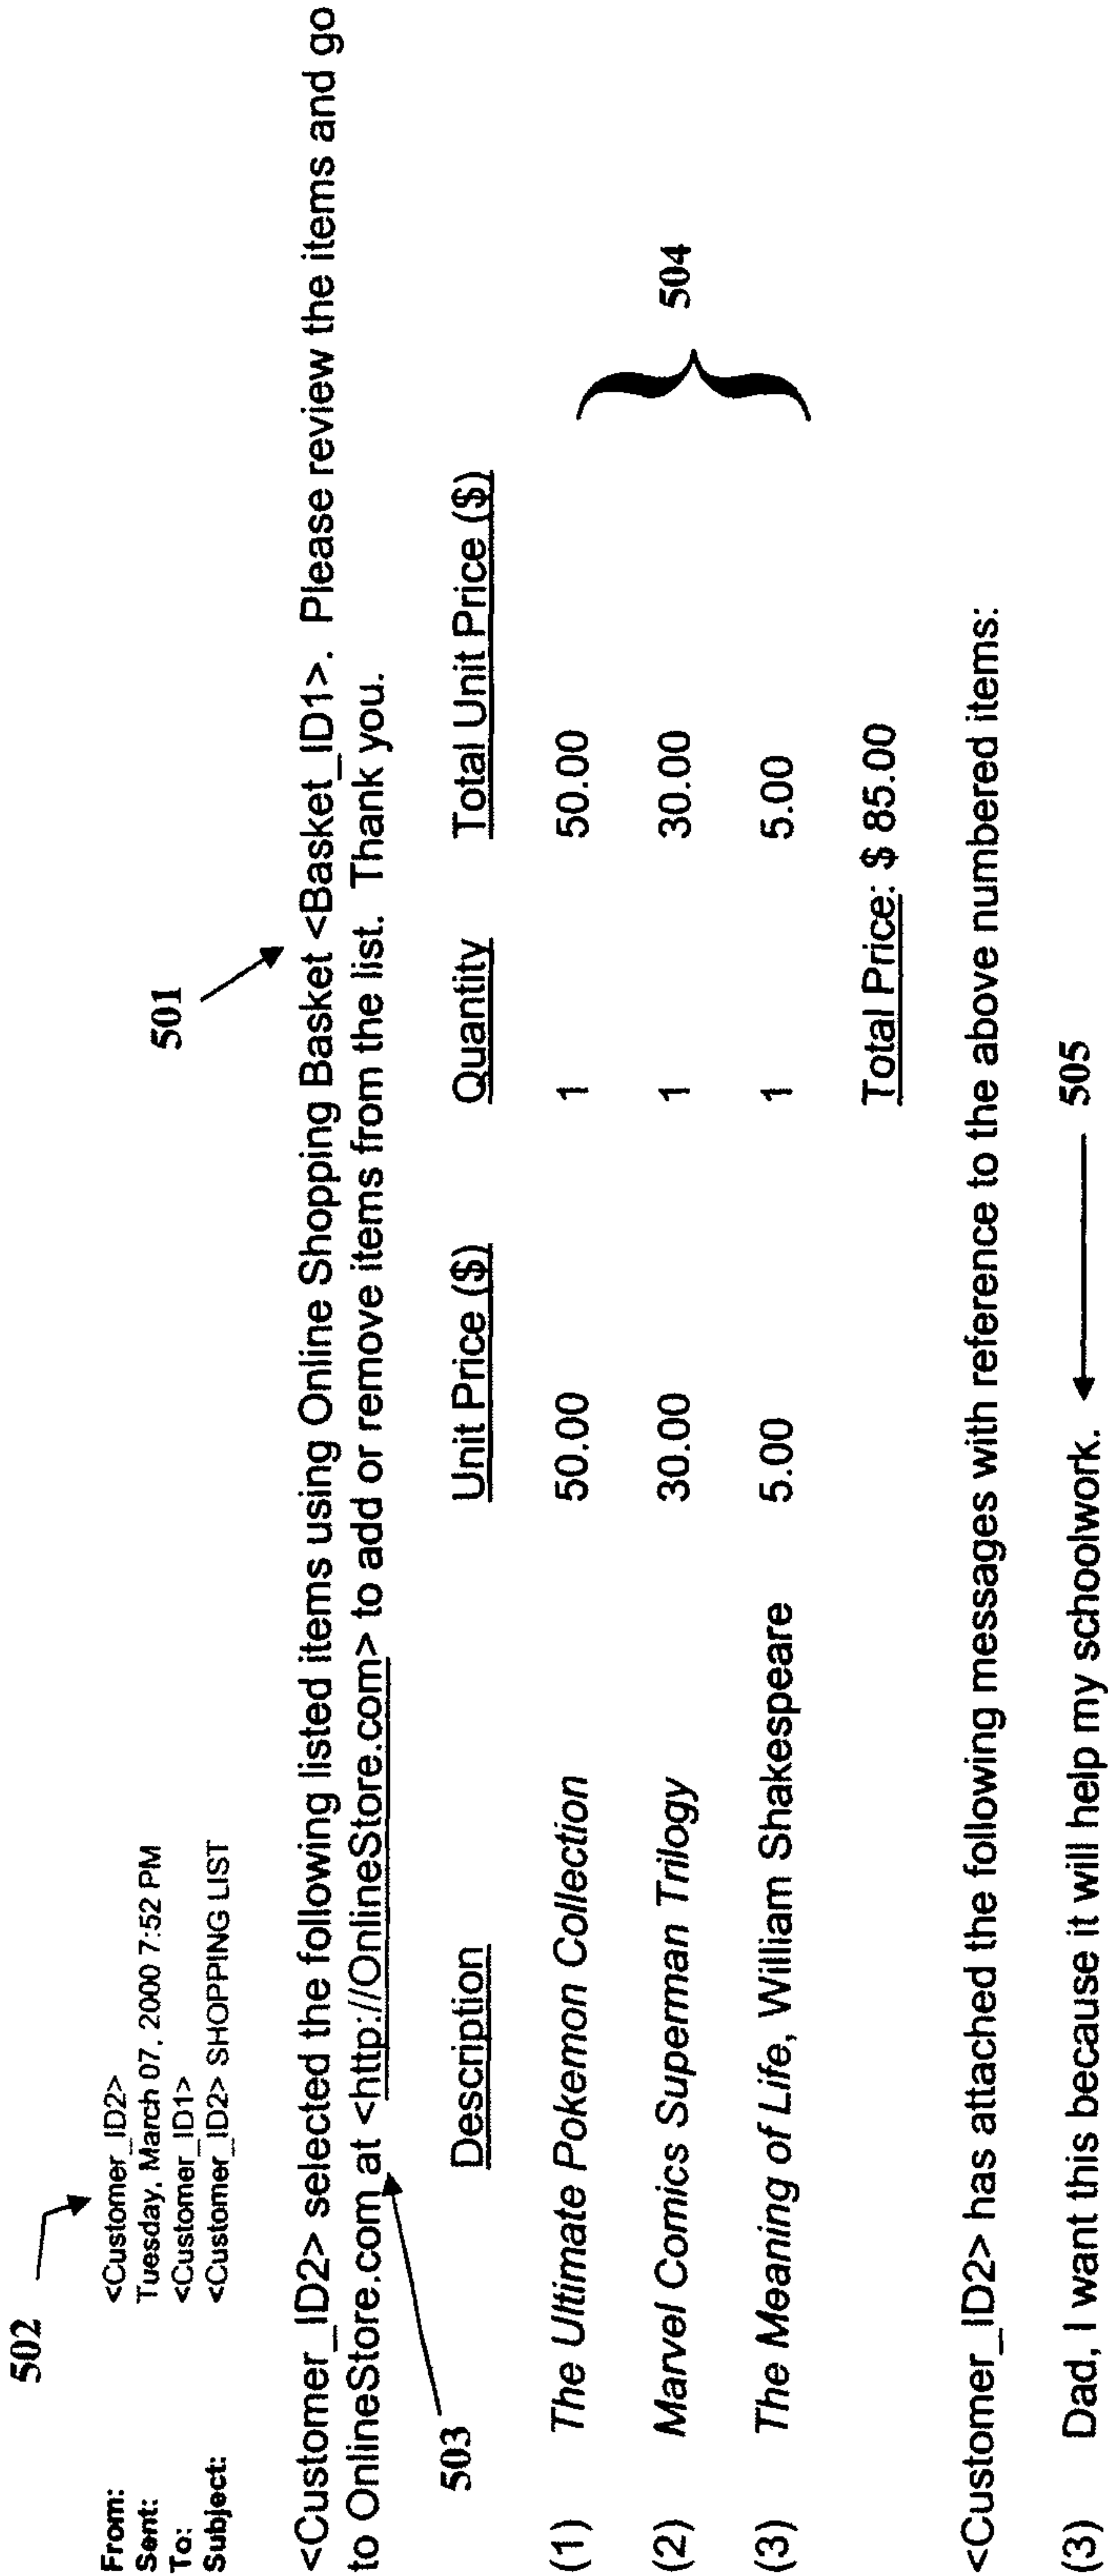 502
From: <Customer_ID2>
Sent: Tuesday, March 07, 2000 7:52 PM
To: <Customer_ID1>
Subject: <Customer_ID2> SHOPPING LIST
501
<Customer_ID2> selected the following listed items using Online Shopping Basket <Basket_ID1>. Please review the items and go
to OnlineStore.com at <http://OnlineStore.com> to add or remove items from the list. Thank you.
503
Description Unit Price ($) Quantity Total Unit Price ($)
(1) The Ultimate Pokemon Collection 50.00 1 50.00
(2) Marvel Comics Superman Trilogy 30.00 1 30.00
504
(3) The Meaning of Life, William Shakespeare 5.00 1 5.00
Total Price: $ 85.00
<Customer_ID2> has attached the following messages with reference to the above numbered items:
(3) Dad, I want this because it will help my schoolwork. 505